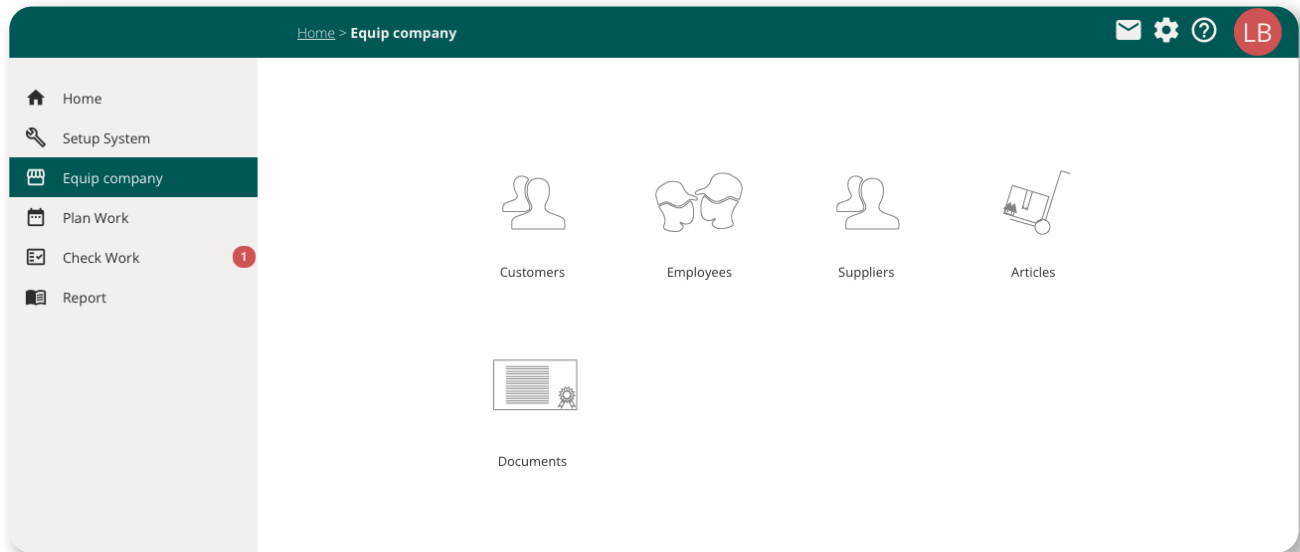 Home > Equip company
LB
Home
Setup System
Equip company
Plan Work
Check Work 1
Report
Customers Employees Suppliers Articles
Documents